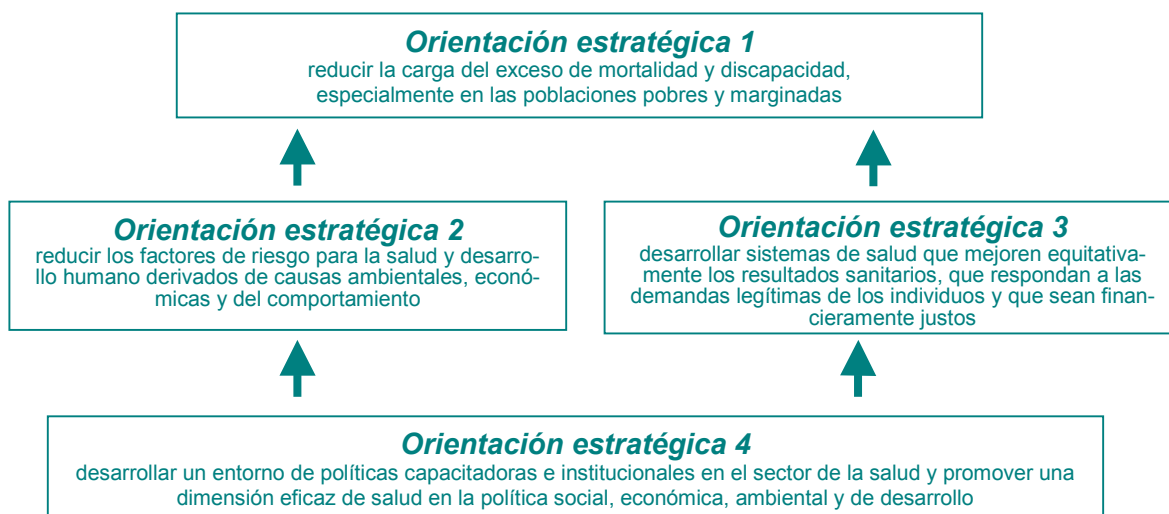 Orientación estratégica 1
reducir la carga del exceso de mortalidad y discapacidad,
especialmente en las poblaciones pobres y marginadas
Orientación estratégica 2
reducir los factores de riesgo para la salud y desarro-
llo humano derivados de causas ambientales, econó-
micas y del comportamiento
Orientación estratégica 3
desarrollar sistemas de salud que mejoren equitativa-
mente los resultados sanitarios, que respondan a las
demandas legítimas de los individuos y que sean finan-
cieramente justos
Orientación estratégica 4
desarrollar un entorno de políticas capacitadoras e institucionales en el sector de la salud y promover una
dimensión eficaz de salud en la política social, económica, ambiental y de desarrollo